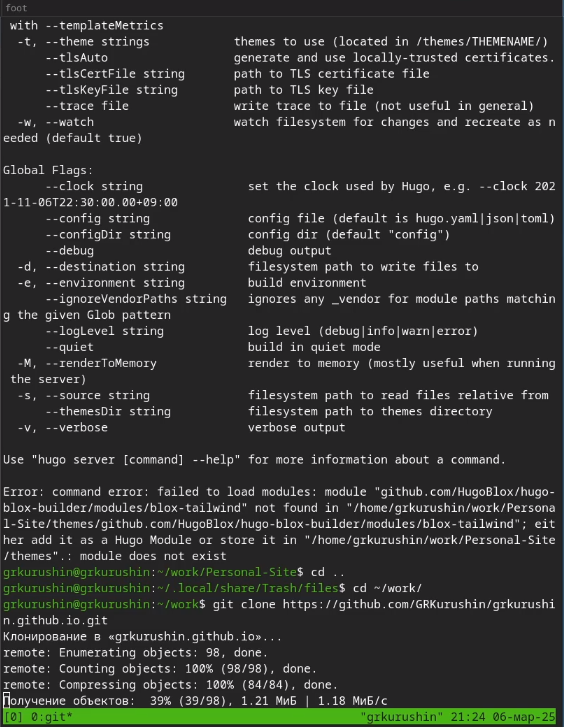 foot
 with --templateMetrics
  -t, --theme strings            themes to use (located in /themes/THEMENAME/)
      --tlsAuto                  generate and use locally-trusted certificates.
      --tlsCertFile string       path to TLS certificate file
      --tlsKeyFile string        path to TLS key file
      --trace file               write trace to file (not useful in general)
  -w, --watch                    watch filesystem for changes and recreate as n
eeded (default true)

Global Flags:
      --clock string               set the clock used by Hugo, e.g. --clock 202
1-11-06T22:30:00.00+09:00
      --config string              config file (default is hugo.yaml|json|toml)
      --configDir string           config dir (default "config")
      --debug                      debug output
  -d, --destination string         filesystem path to write files to
  -e, --environment string         build environment
      --ignoreVendorPaths string   ignores any _vendor for module paths matchin
g the given Glob pattern
      --logLevel string            log level (debug|info|warn|error)
      --quiet                      build in quiet mode
  -M, --renderToMemory             render to memory (mostly useful when running
 the server)
  -s, --source string              filesystem path to read files relative from
      --themesDir string           filesystem path to themes directory
  -v, --verbose                    verbose output

Use "hugo server [command] --help" for more information about a command.

Error: command error: failed to load modules: module "github.com/HugoBlox/hugo-
blox-builder/modules/blox-tailwind" not found in "/home/grkurushin/work/Persona
l-Site/themes/github.com/HugoBlox/hugo-blox-builder/modules/blox-tailwind"; eit
her add it as a Hugo Module or store it in "/home/grkurushin/work/Personal-Site
/themes".: module does not exist
grkurushin@grkurushin:~/work/Personal-Site$ cd ..
grkurushin@grkurushin:~/.local/share/Trash/files$ cd ~/work/
grkurushin@grkurushin:~/work$ git clone https://github.com/GRKurushin/grkurushi
n.github.io.git
Клонирование в «grkurushin.github.io»...
remote: Enumerating objects: 98, done.
remote: Counting objects: 100% (98/98), done.
remote: Compressing objects: 100% (84/84), done.
Получение объектов:  39% (39/98), 1.21 МиБ | 1.18 МиБ/с
[0] 0:git*                                         "grkurushin" 21:24 06-мар-25